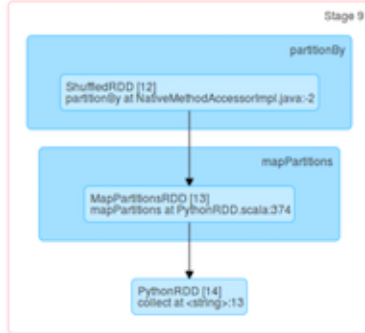 Stage 9
partitionBy
ShuffledRDD [12]
partitionBy at NativeMethodAccessorImpl.java:-2
mapPartitions
MapPartitionsRDD [13]
mapPartitions at PythonRDD.scala:374
PythonRDD [14]
collect at <string>:13